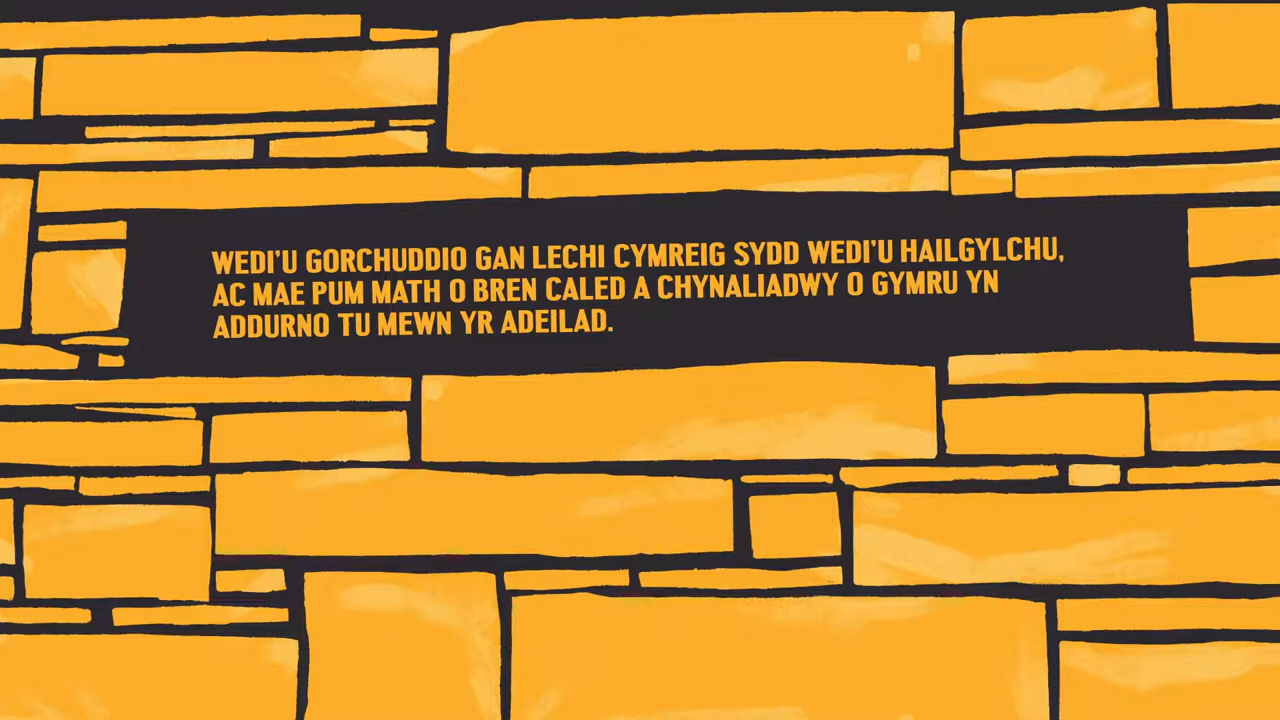 WEDI'U GORCHUDDIO GAN LECHI CYMREIG SYDD WEDI'U HAILGYLCHU,
AC MAE PUM MATH O BREN CALED A CHYNALIADWY O GYMRU YN
ADDURNO TU MEWN YR ADEILAD.